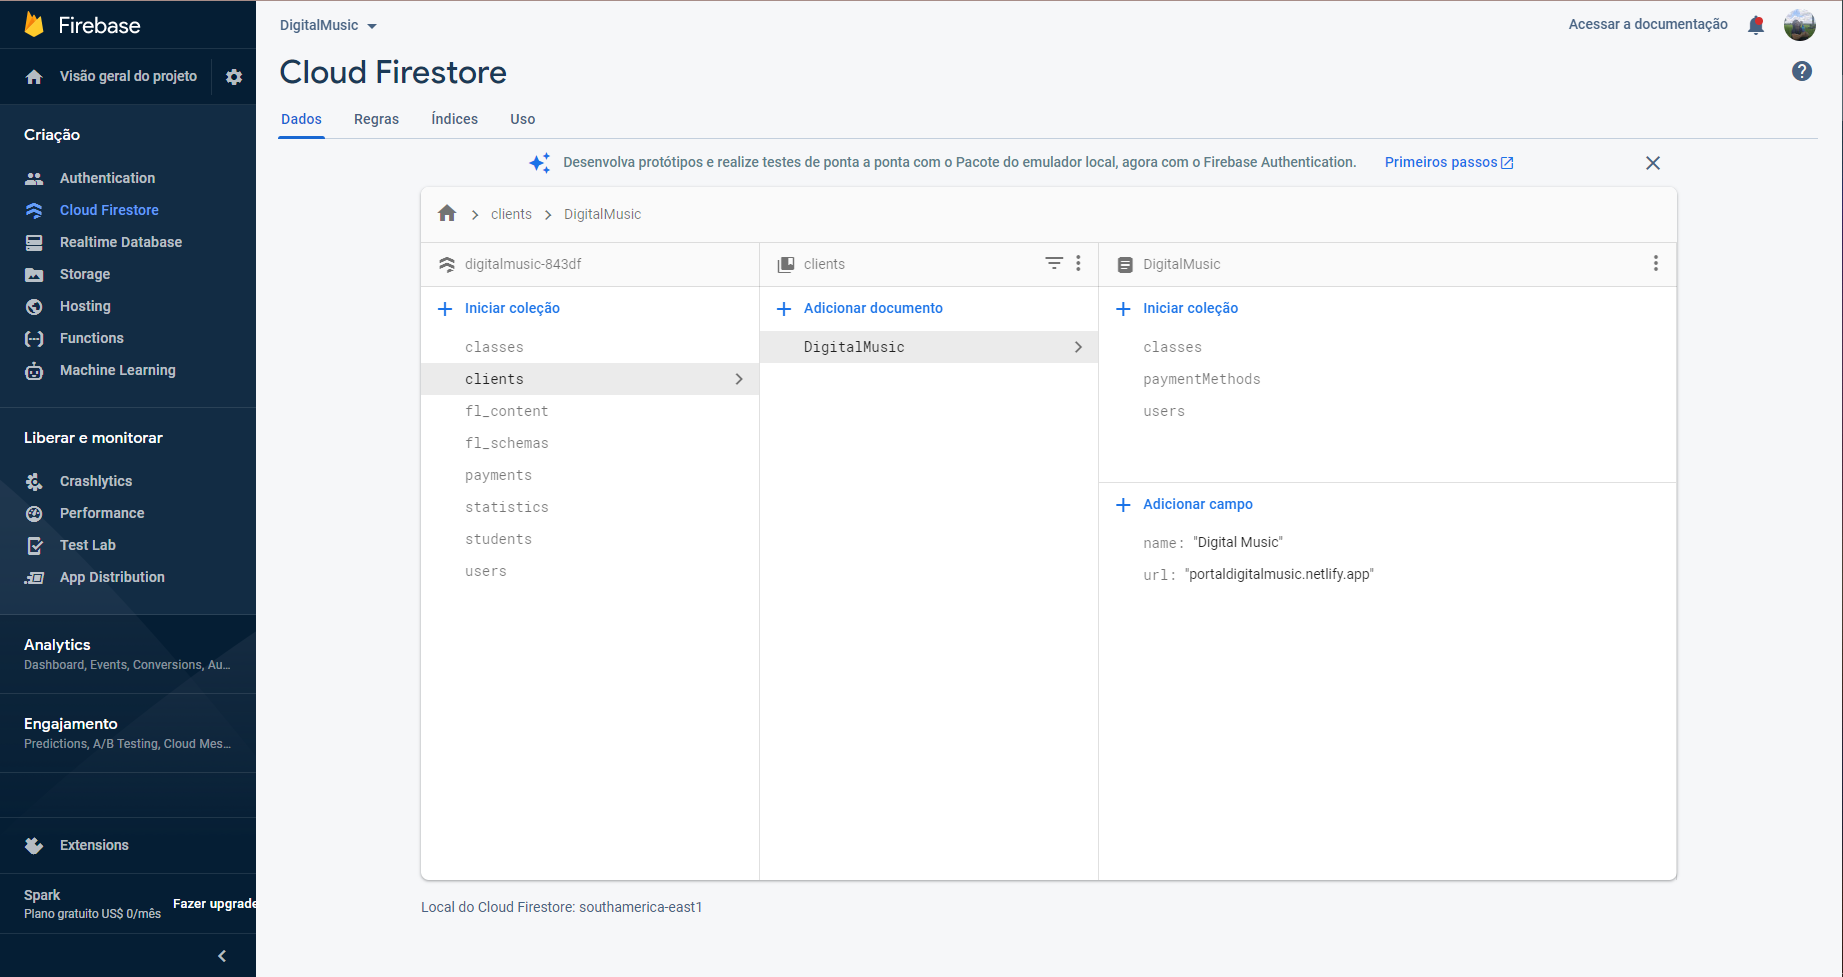 Firebase
Visão geral do projeto
Criação
Authentication
Cloud Firestore
Realtime Database
Storage
Hosting
Functions
Machine Learning
Liberar e monitorar
Crashlytics
Performance
Test Lab
App Distribution
Analytics
Dashboard, Events, Conversions, Au...
Engajamento
Predictions, A/B Testing, Cloud Mes...
Extensions
Spark
Plano gratuito US$ 0/mês
Fazer upgrade
DigitalMusic
Acessar a documentação
Cloud Firestore
Dados Regras Índices Uso
Desenvolva protótipos e realize testes de ponta a ponta com o Pacote do emulador local, agora com o Firebase Authentication. Primeiros passos
clients DigitalMusic
digitalmusic-843df
Iniciar coleção
classes
clients
fl_content
fl_schemas
payments
statistics
students
users
clients
Adicionar documento
DigitalMusic
DigitalMusic
Iniciar coleção
classes
paymentMethods
users
Adicionar campo
name: "Digital Music"
url: "portaldigitalmusic.netlify.app"
Local do Cloud Firestore: southamerica-east1